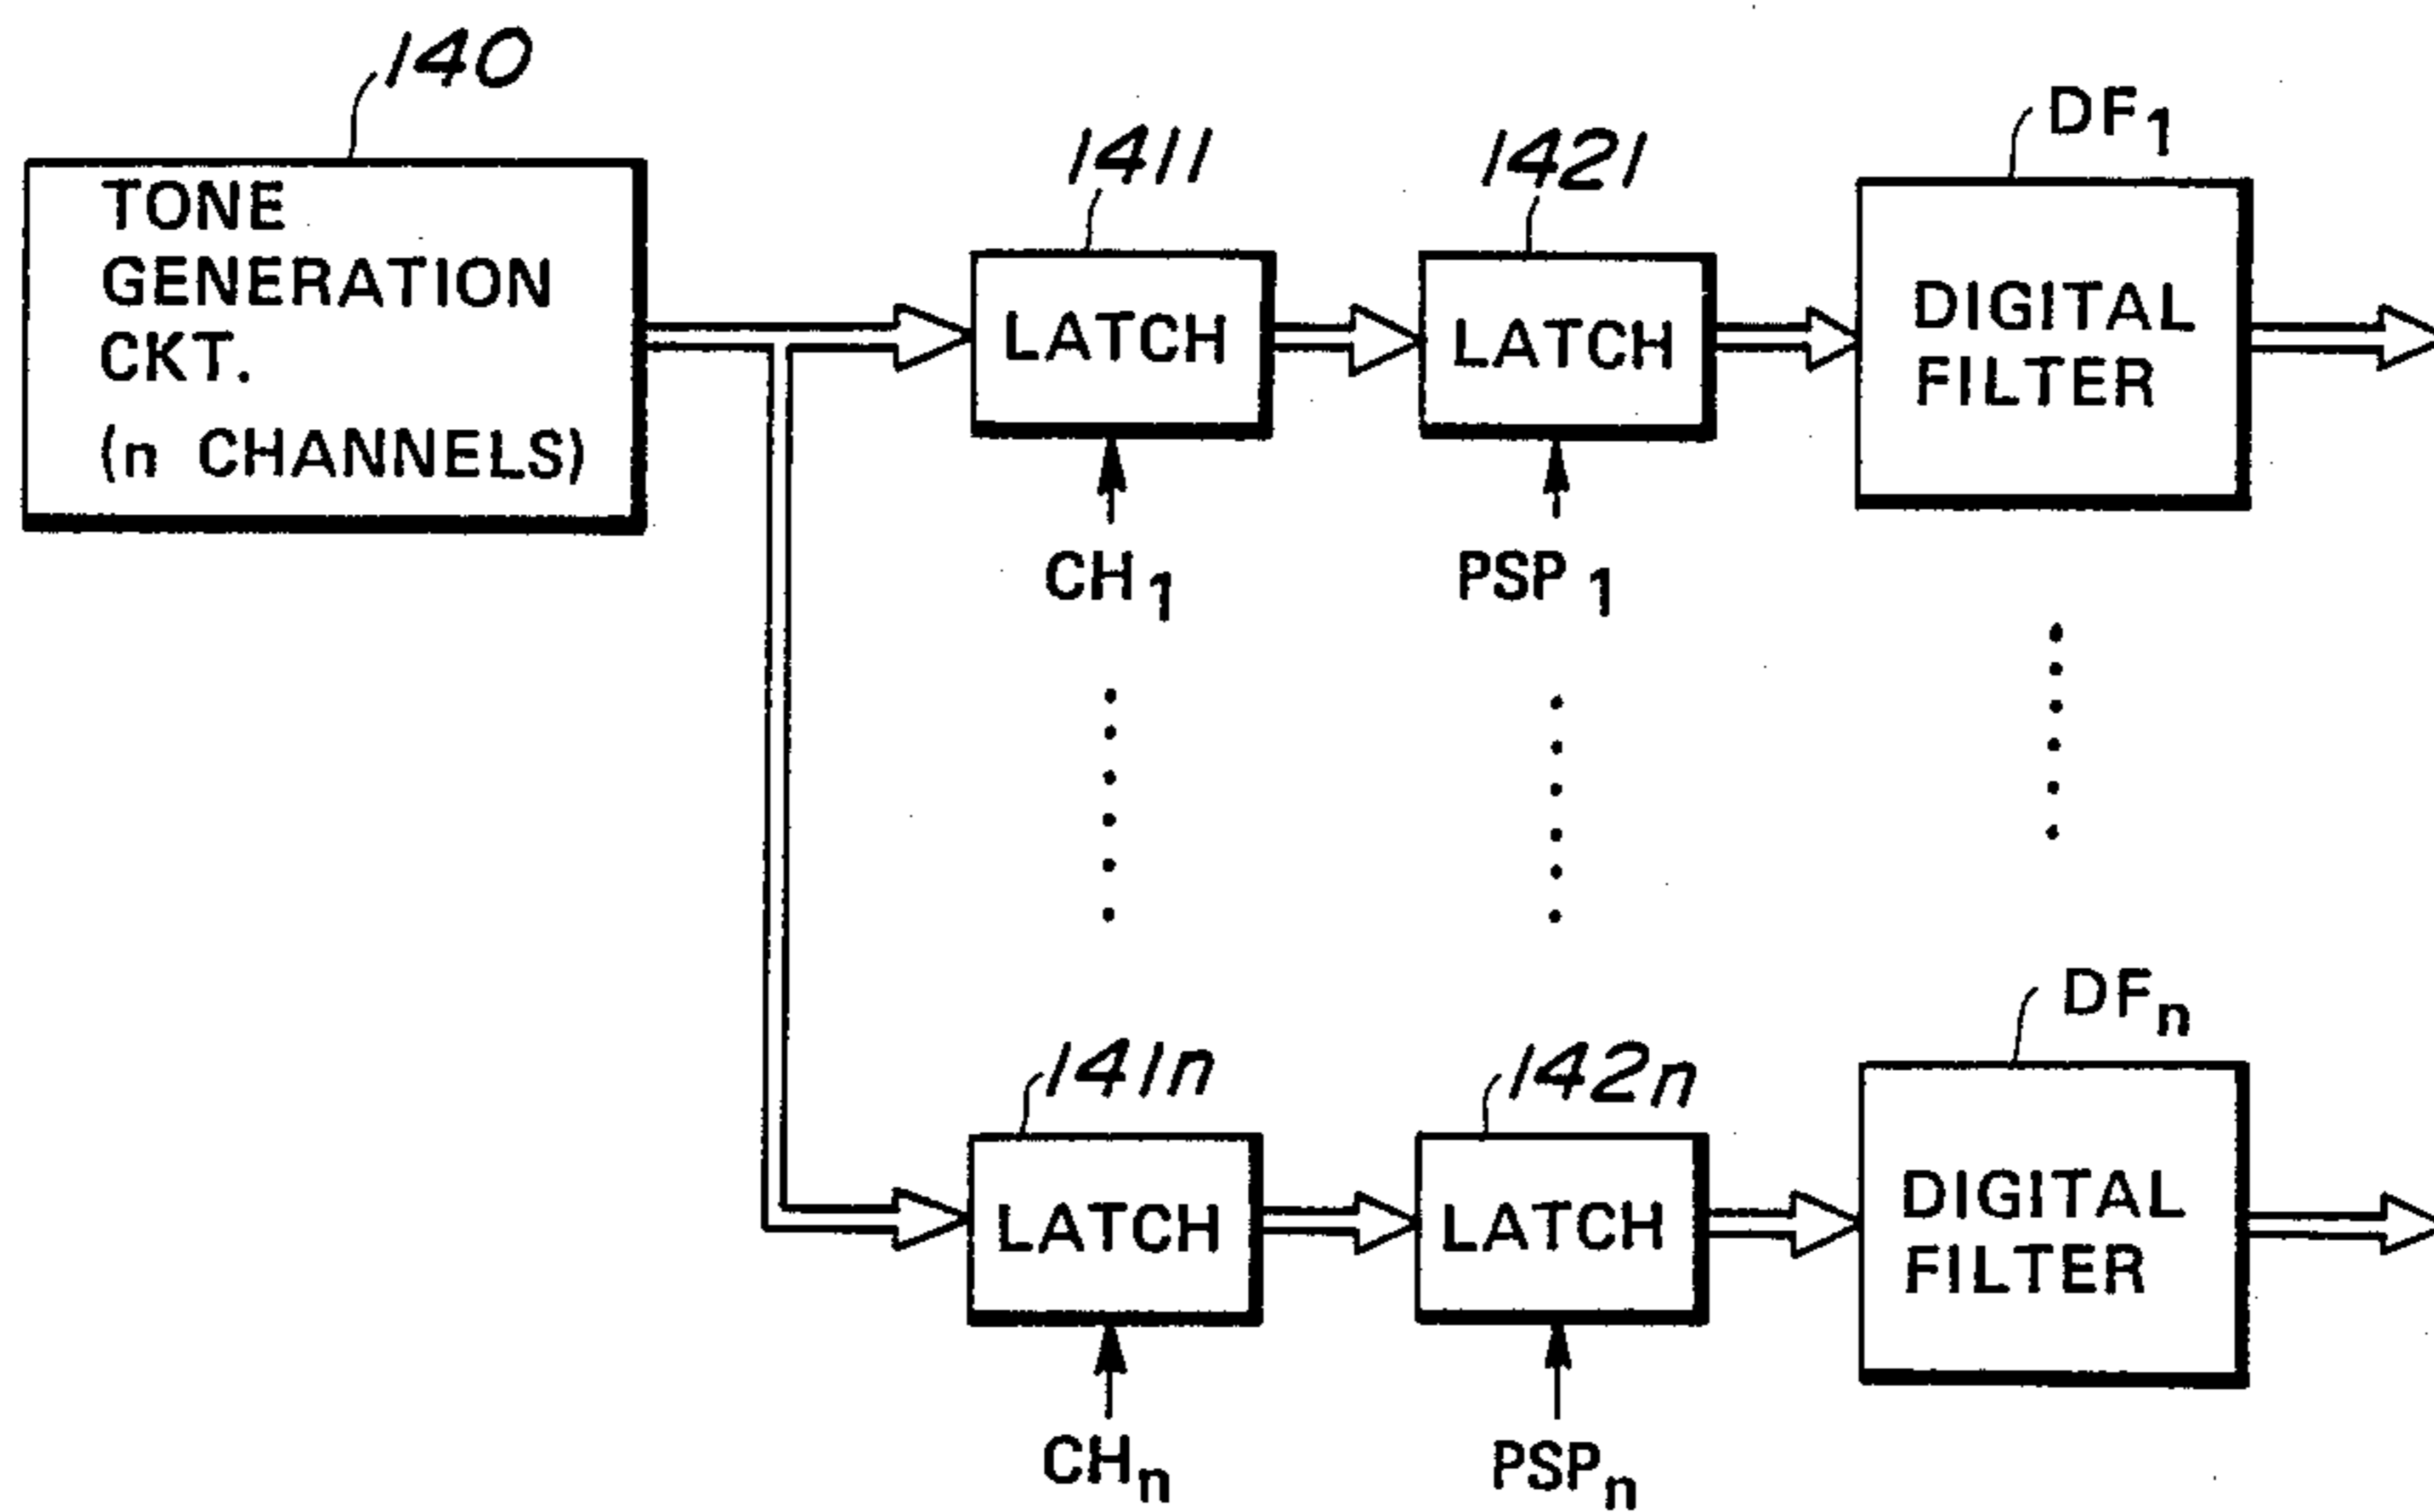 140
TONE
GENERATION
CKT.
(n CHANNELS)
1411
LATCH
CH1
1421
LATCH
PSP1
DF1
DIGITAL
FILTER
141n
LATCH
CHn
142n
LATCH
PSPn
DFn
DIGITAL
FILTER